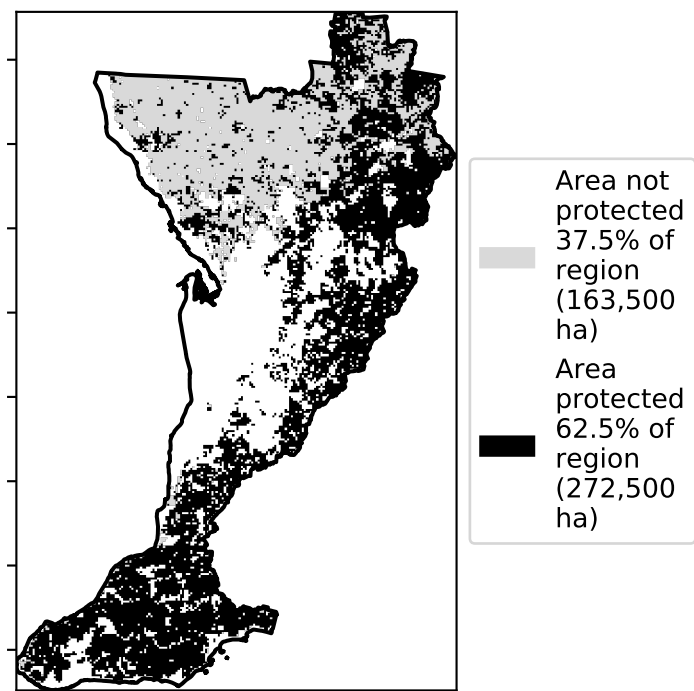 Area not
protected
37.5% of
region
(163,500
ha)
Area
protected
62.5% of
region
(272,500
ha)